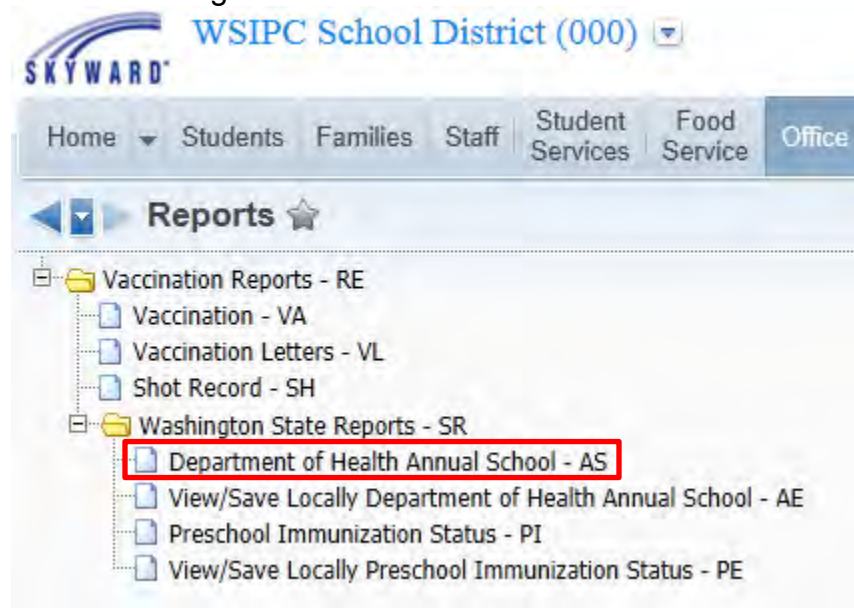 WSIPC School District (000)
SKYWARD
Home Students Families Staff Student Services Food Service Office
Reports
Vaccination Reports - RE
Vaccination - VA
Vaccination Letters - VL
Shot Record - SH
Washington State Reports - SR
Department of Health Annual School - AS
View/Save Locally Department of Health Annual School - AE
Preschool Immunization Status - PI
View/Save Locally Preschool Immunization Status - PE